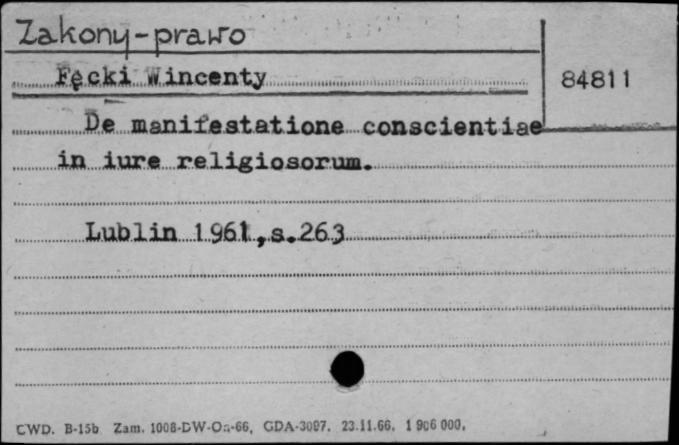 Zakony-prawo
Fęcki Wincenty
84811
De manifestatione conscientiae
in iure religiosorum.
Lublin 1961,s.263
CWD. B-15b Zam. 1008-DW-Oa-66, GDA-3097. 23.11.66. 1 906 000.